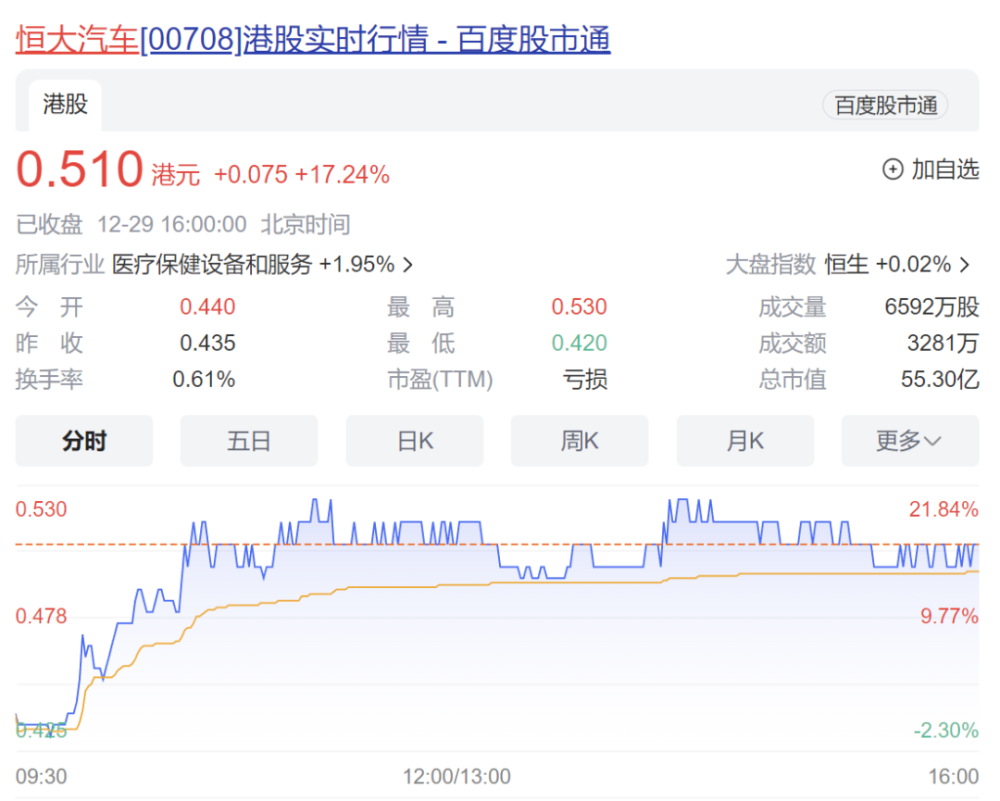 恒大汽车[00708]港股实时行情 - 百度股市通
港股 百度股市通
0.510 港元 +0.075 +17.24% 加自选
已收盘 12-29 16:00:00 北京时间
所属行业 医疗保健设备和服务 +1.95% > 大盘指数 恒生 +0.02% >
今 开 0.440 最 高 0.530 成交量 6592万股
昨 收 0.435 最 低 0.420 成交额 3281万
换手率 0.61% 市盈(TTM) 亏损 总市值 55.30亿
分时 五日 日K 周K 月K 更多
0.530 21.84%
0.478 9.77%
0.425 -2.30%
09:30 12:00/13:00 16:00